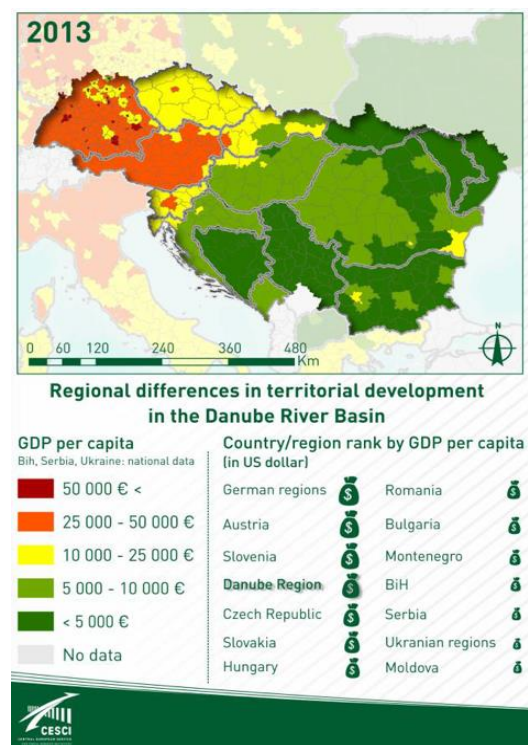 2013
N
0 60 120 240 360 480
Km
Regional differences in territorial development
in the Danube River Basin
GDP per capita
Bih, Serbia, Ukraine: national data
50 000 € <
25 000 - 50 000 €
10 000 - 25 000 €
5 000 - 10 000 €
< 5 000 €
No data
Country/region rank by GDP per capita
(in US dollar)
German regions
Austria
Slovenia
Danube Region
Czech Republic
Slovakia
Hungary
Romania
Bulgaria
Montenegro
BiH
Serbia
Ukranian regions
Moldova
CESCI